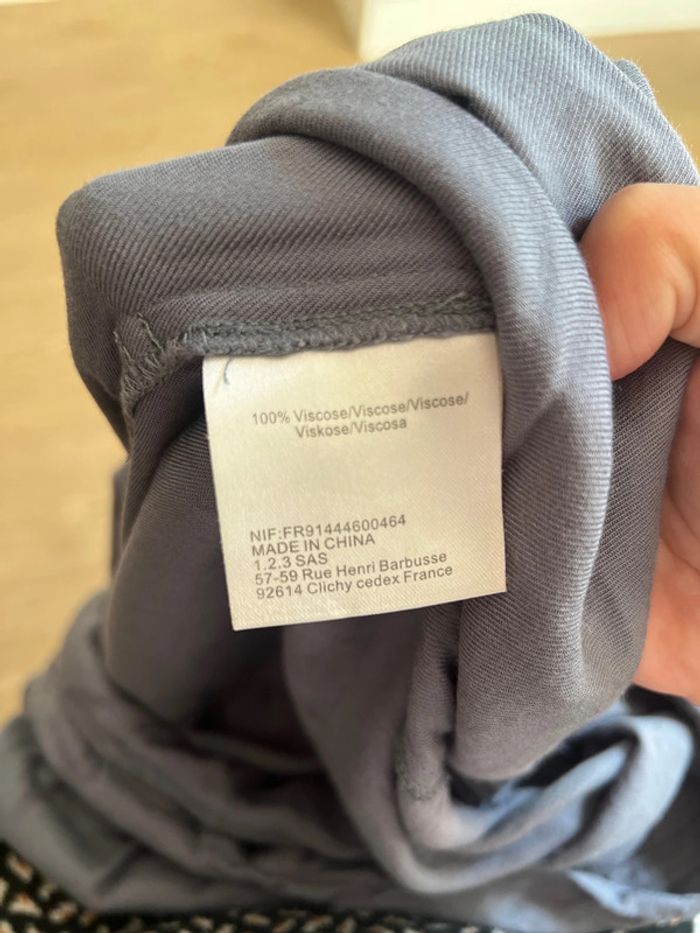 100% Viscose/Viscose/Viscose/
Viskose/Viscosa
NIF:FR91444600464
MADE IN CHINA
1.2.3 SAS
57-59 Rue Henri Barbusse
92614 Clichy cedex France